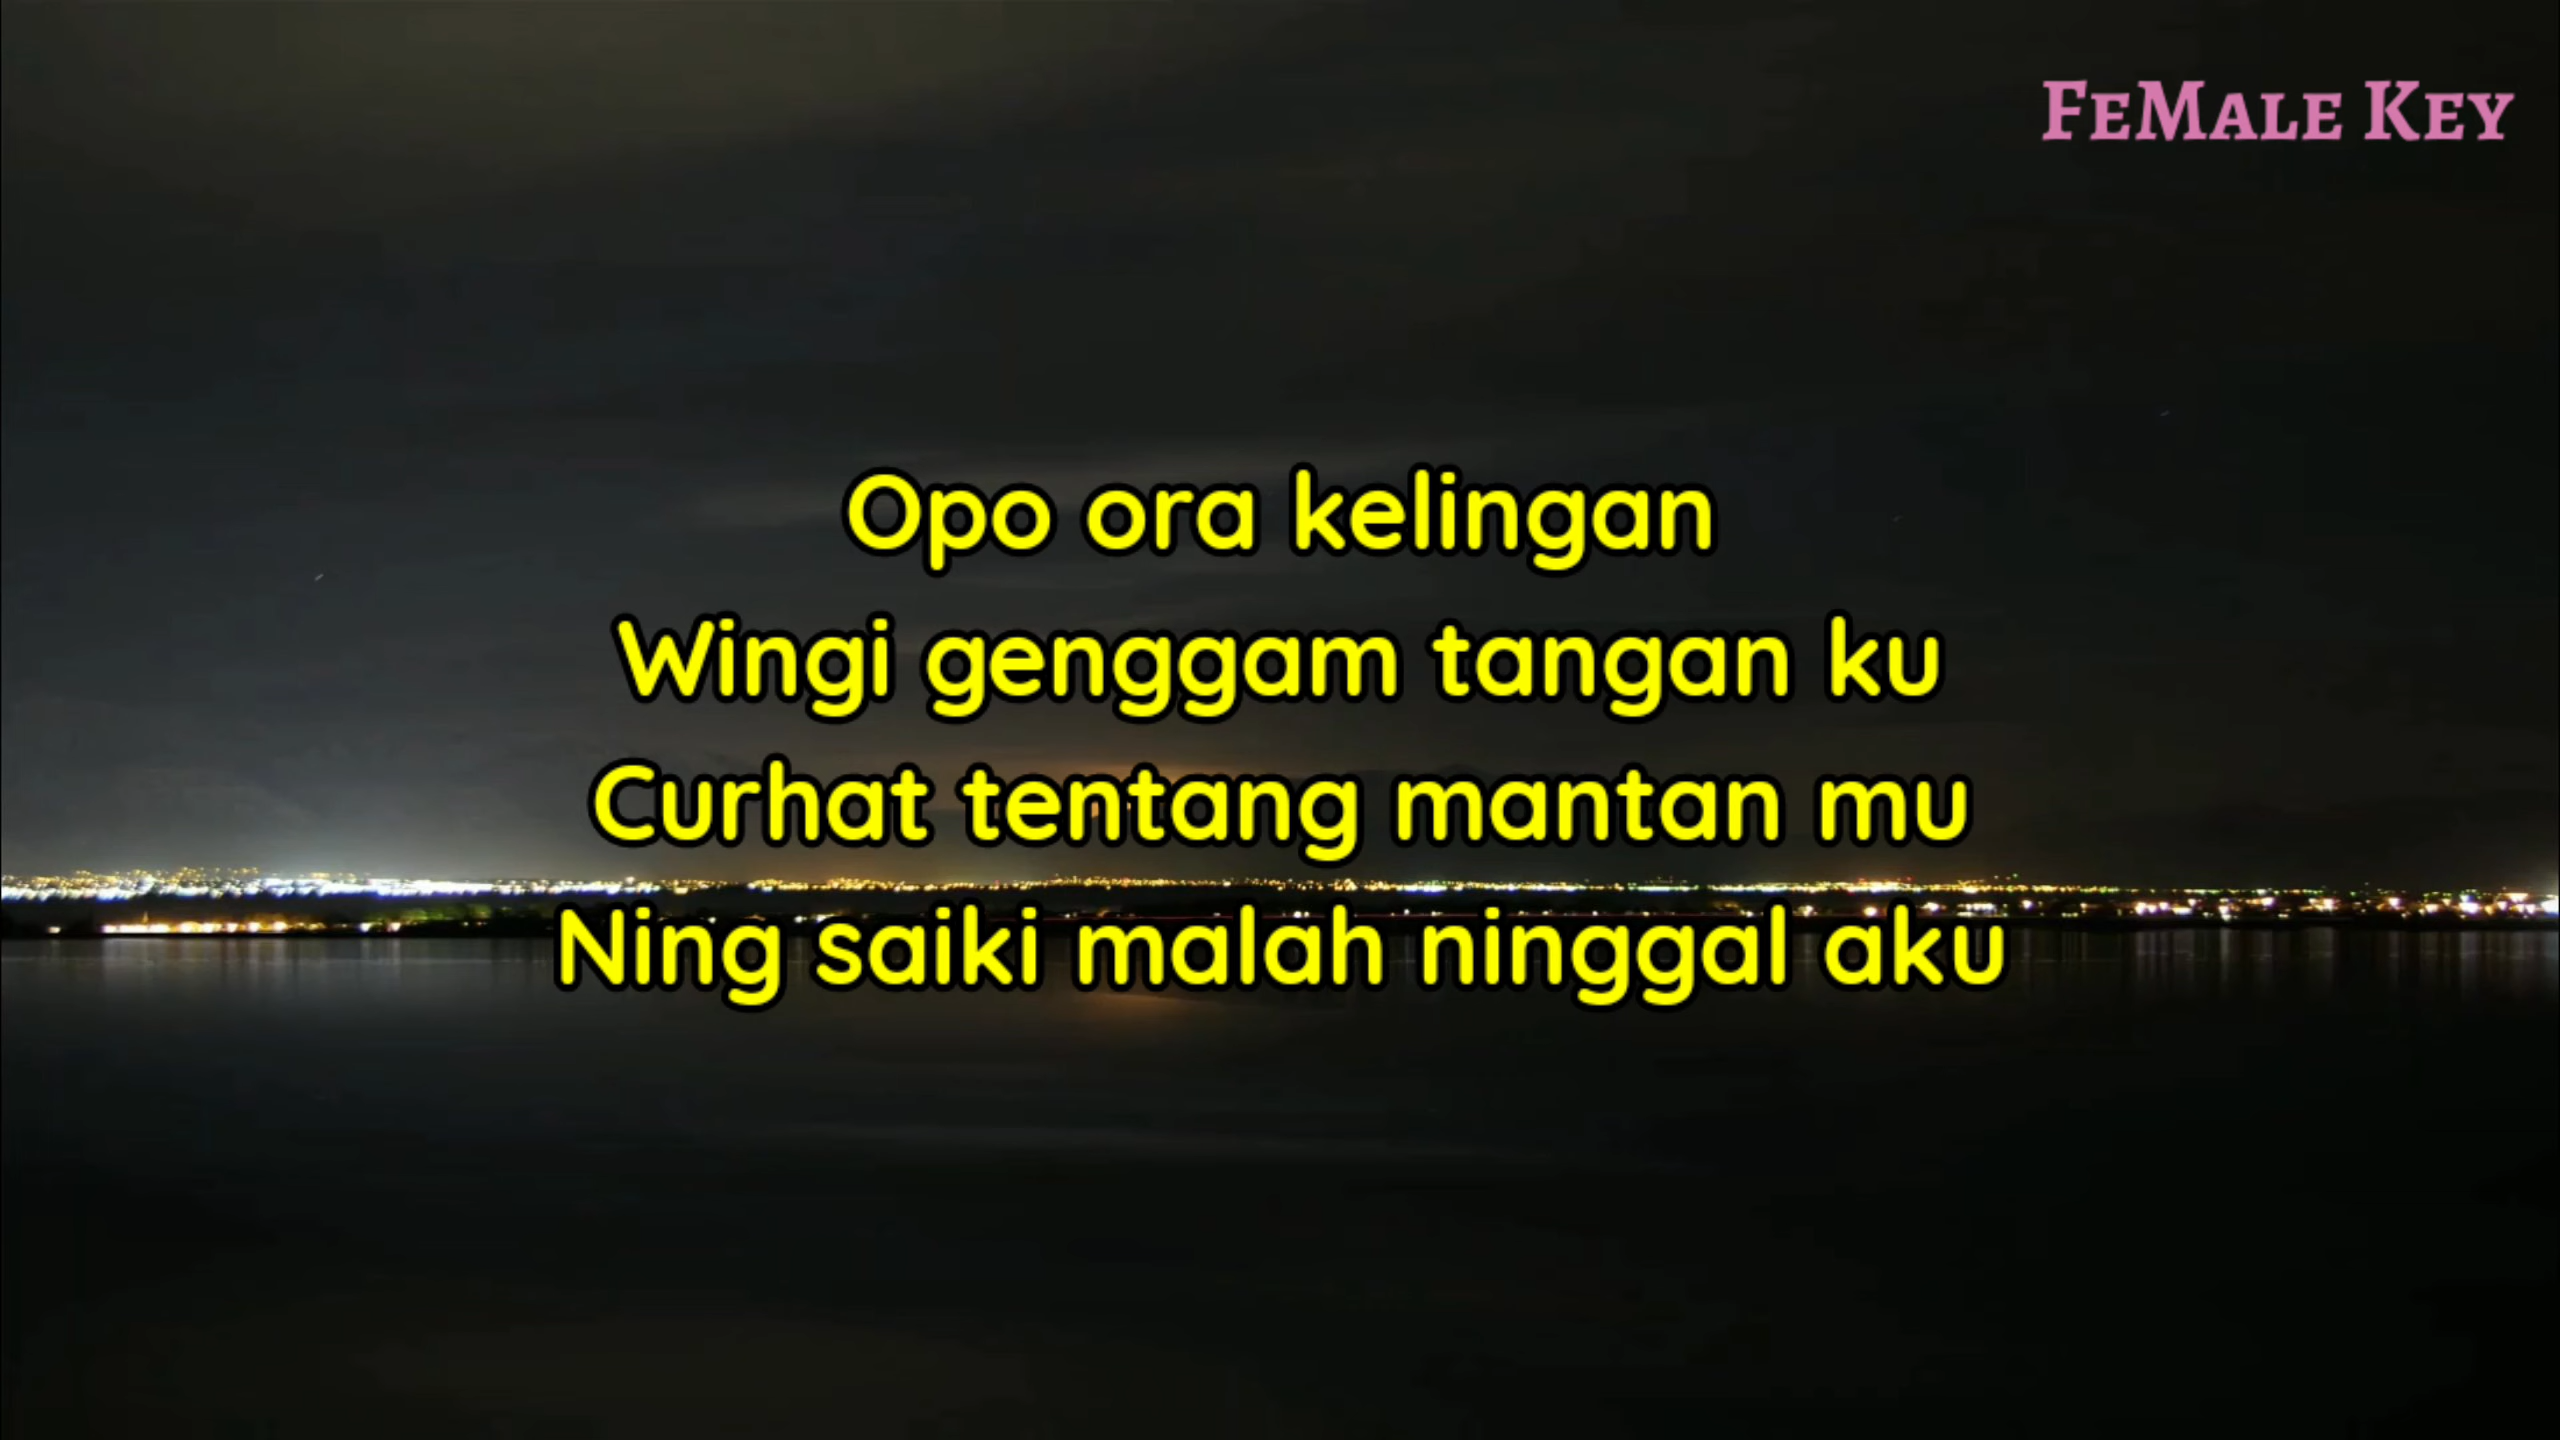 FeMale Key
Opo ora kelingan
Wingi genggam tangan ku
Curhat tentang mantan mu
Ning saiki malah ninggal aku